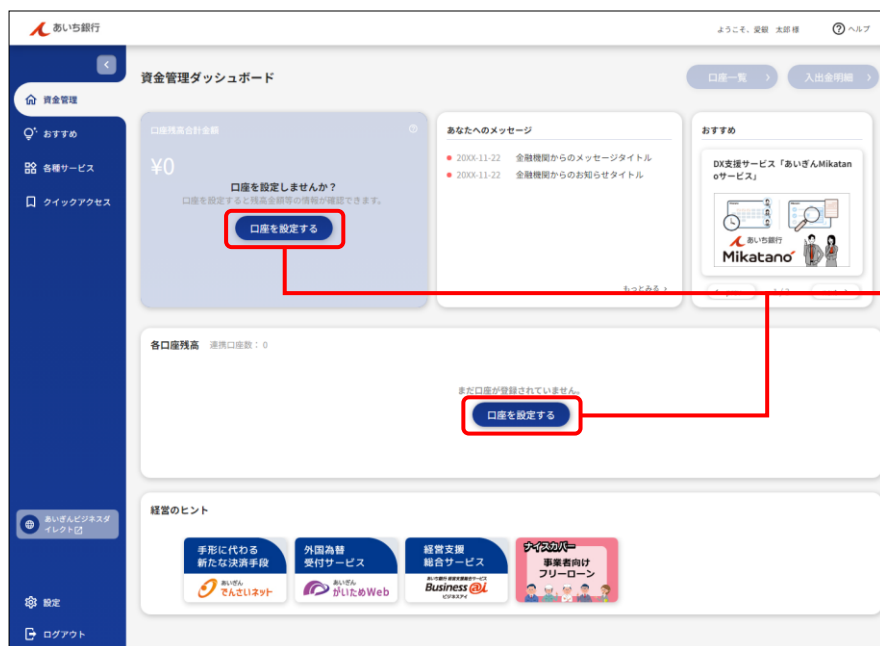 あいち銀行
ようこそ、愛銀 太郎 様
ヘルプ
資金管理
おすすめ
各種サービス
クイックアクセス
あいぎんビジネスダ
イレクト
設定
ログアウト
資金管理ダッシュボード
口座一覧
入出金明細
口座残高合計金額
¥0
口座を設定しませんか？
口座を設定すると残高金額等の情報が確認できます。
口座を設定する
あなたへのメッセージ
20XX-11-22 金融機関からのメッセージタイトル
20XX-11-22 金融機関からのお知らせタイトル
もっとみる
おすすめ
DX支援サービス「あいぎんMikatan
oサービス」
あいち銀行
Mikatano
各口座残高 連携口座数：0
まだ口座が登録されていません。
口座を設定する
経営のヒント
手形に代わる
新たな決済手段
あいぎん
でんさいネット
外国為替
受付サービス
あいぎん
がいためWeb
経営支援
総合サービス
Business@i
ビジネスアイ
ナイスカバー
事業者向け
フリーローン